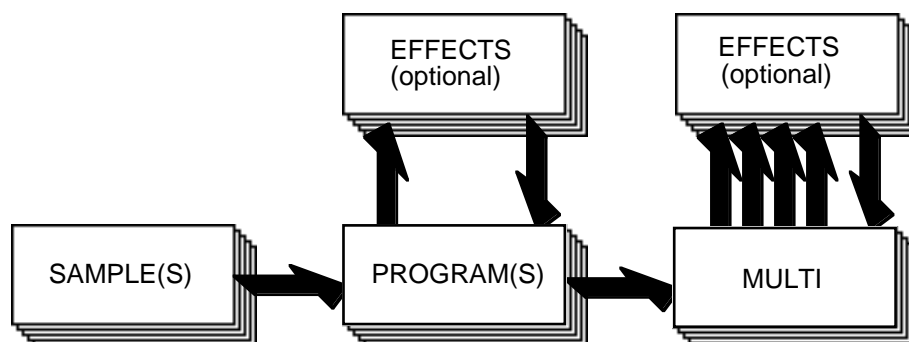 EFFECTS
(optional)
EFFECTS
(optional)
SAMPLE(S)
PROGRAM(S)
MULTI